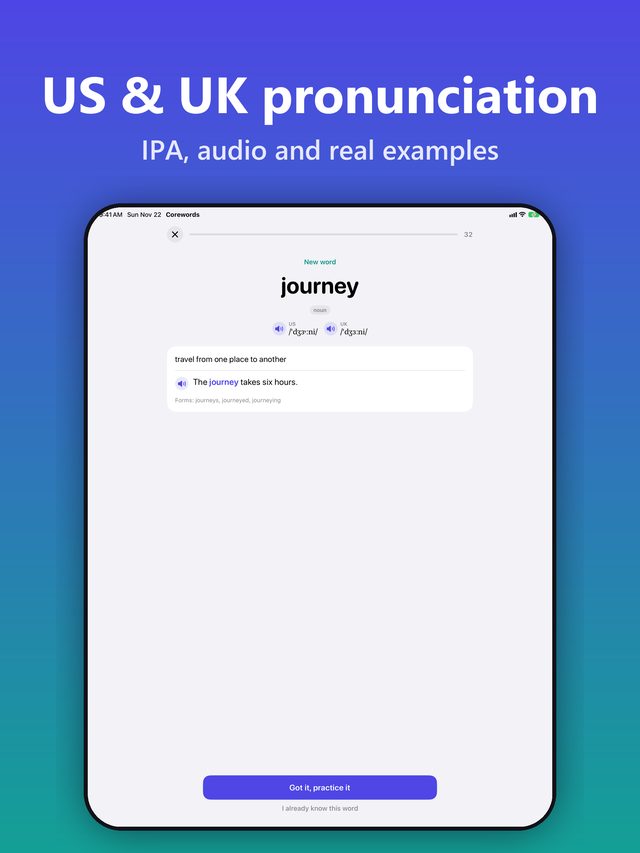 US & UK pronunciation
IPA, audio and real examples
9:41 AM Sun Nov 22 Corewords
32
New word
journey
noun
US UK
/ˈdʒɝːni/ /ˈdʒɜːni/
travel from one place to another
The journey takes six hours.
Forms: journeys, journeyed, journeying
Got it, practice it
I already know this word